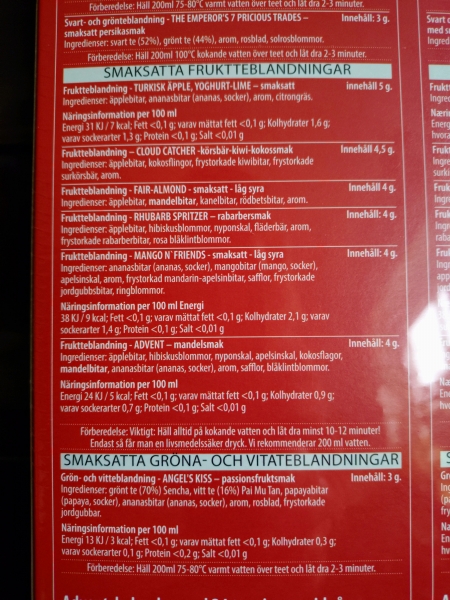 Förberedelse: Häll 200ml 75-80°C varmt vatten över teet och låt dra 2-3 minuter.
Svart- och grönteblandning - THE EMPEROR'S 7 PRICIOUS TRADES – Innehåll: 3 g.
smaksatt persikasmak
Ingredienser: svart te (52%), grönt te (44%), arom, rosblad, solrosblommor.
Förberedelse: Häll 200ml 100°C kokande vatten över teet och låt dra 2-3 minuter.
SMAKSATTA FRUKTTEBLANDNINGAR
Fruktteblandning - TURKISK ÄPPLE, YOGHURT-LIME – smaksatt innehåll 5 g.
Ingredienser: äpplebitar, ananasbitar (ananas, socker), arom, citrongräs.
Näringsinformation per 100 ml
Energi 31 KJ / 7 kcal; Fett <0,1 g; varav mättat fett <0,1 g; Kolhydrater 1,6 g;
varav sockerarter 1,3 g; Protein <0,1 g; Salt <0,01 g
Fruktteblandning – CLOUD CATCHER -körsbär-kiwi-kokossmak Innehåll 4,5 g.
Ingredienser: äpplebitar, kokosflingor, frystorkade kiwibitar, frystorkade
surkörsbär, arom.
Fruktteblandning - FAIR-ALMOND - smaksatt - låg syra Innehåll 4 g.
Ingredienser: äpplebitar, mandelbitar, kanelbitar, rödbetsbitar, arom.
Fruktteblandning - RHUBARB SPRITZER – rabarbersmak Innehåll: 4 g.
Ingredienser: äpplebitar, hibiskusblommor, nyponskal, fläderbär, arom,
frystorkade rabarberbitar, rosa blåklintblommor.
Fruktteblandning - MANGO N` FRIENDS - smaksatt - låg syra Innehåll: 4 g.
Ingredienser: ananasbitar (ananas, socker), mangobitar (mango, socker),
apelsinskal, arom, frystorkad mandarin-apelsinbitar, safflor, frystorkade
jordgubbsbitar, ringblommor.
Näringsinformation per 100 ml Energi
38 KJ / 9 kcal; Fett <0,1 g; varav mättat fett <0,1 g; Kolhydrater 2,1 g; varav
sockerarter 1,4 g; Protein <0,1 g; Salt <0,01 g
Fruktteblandning – ADVENT – mandelsmak Innehåll: 4 g.
Ingredienser: äpplebitar, hibiskusblommor, nyponskal, apelsinskal, kokosflagor,
mandelbitar, ananasbitar (ananas, socker), arom, safflor, blåklintblommor.
Näringsinformation per 100 ml
Energi 24 KJ / 5 kcal; Fett <0,1 g; varav mättat fett <0,1 g; Kolhydrater 0,9 g;
varav sockerarter 0,7 g; Protein <0,1 g; Salt <0,01 g
Förberedelse: Viktigt: Häll alltid på kokande vatten och låt dra minst 10-12 minuter!
Endast så får man en livsmedelssäker dryck. Vi rekommenderar 200 ml vatten.
SMAKSATTA GRÖNA- OCH VITATEBLANDNINGAR
Grön- och vitteblandning - ANGEL'S KISS – passionsfruktsmak Innehåll: 3 g.
Ingredienser: grönt te (70%) Sencha, vitt te (16%) Pai Mu Tan, papayabitar
(papaya, socker), ananasbitar (ananas, socker), arom, rosblad, frystorkade
jordgubbar.
Näringsinformation per 100 ml
Energi 13 KJ / 3 kcal; Fett <0,1 g; varav mättat fett <0,1 g; Kolhydrater 0,3 g;
varav sockerarter 0,1 g; Protein <0,2 g; Salt <0,01 g
Förberedelse: Häll 200ml 75-80°C varmt vatten över teet och låt dra 2-3 minuter.